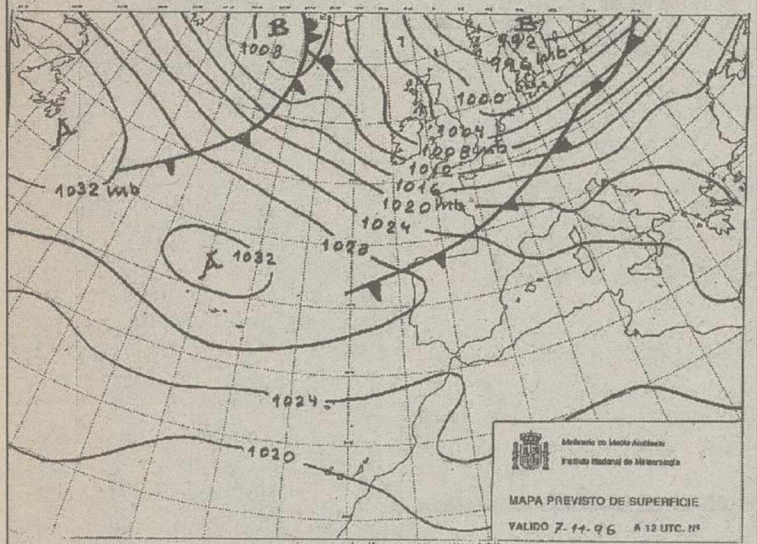 B
1008
B
992
996 mb
1000
1004
1008 mb
1012
1016
1020 mb
1024
1028
A
1032 mb
A 1032
1024
1020
Ministerio de Medio Ambiente
Instituto Nacional de Meteorología
MAPA PREVISTO DE SUPERFICIE
VALIDO 7-11-96 A 12 UTC. Nº